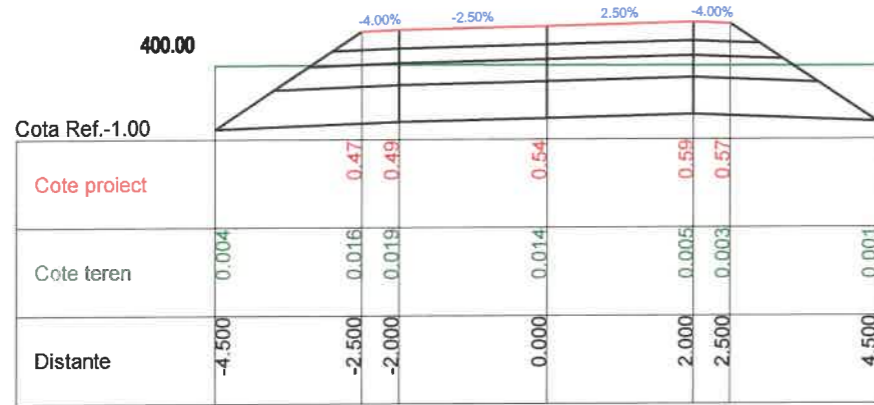 -4.00% -2.50% 2.50% -4.00%
400.00
Cota Ref.-1.00
Cote proiect 0.47 0.49 0.54 0.59 0.57
Cote teren 0.004 0.016 0.019 0.014 0.005 0.003 0.001
Distante -4.500 -2.500 -2.000 0.000 2.000 2.500 4.500